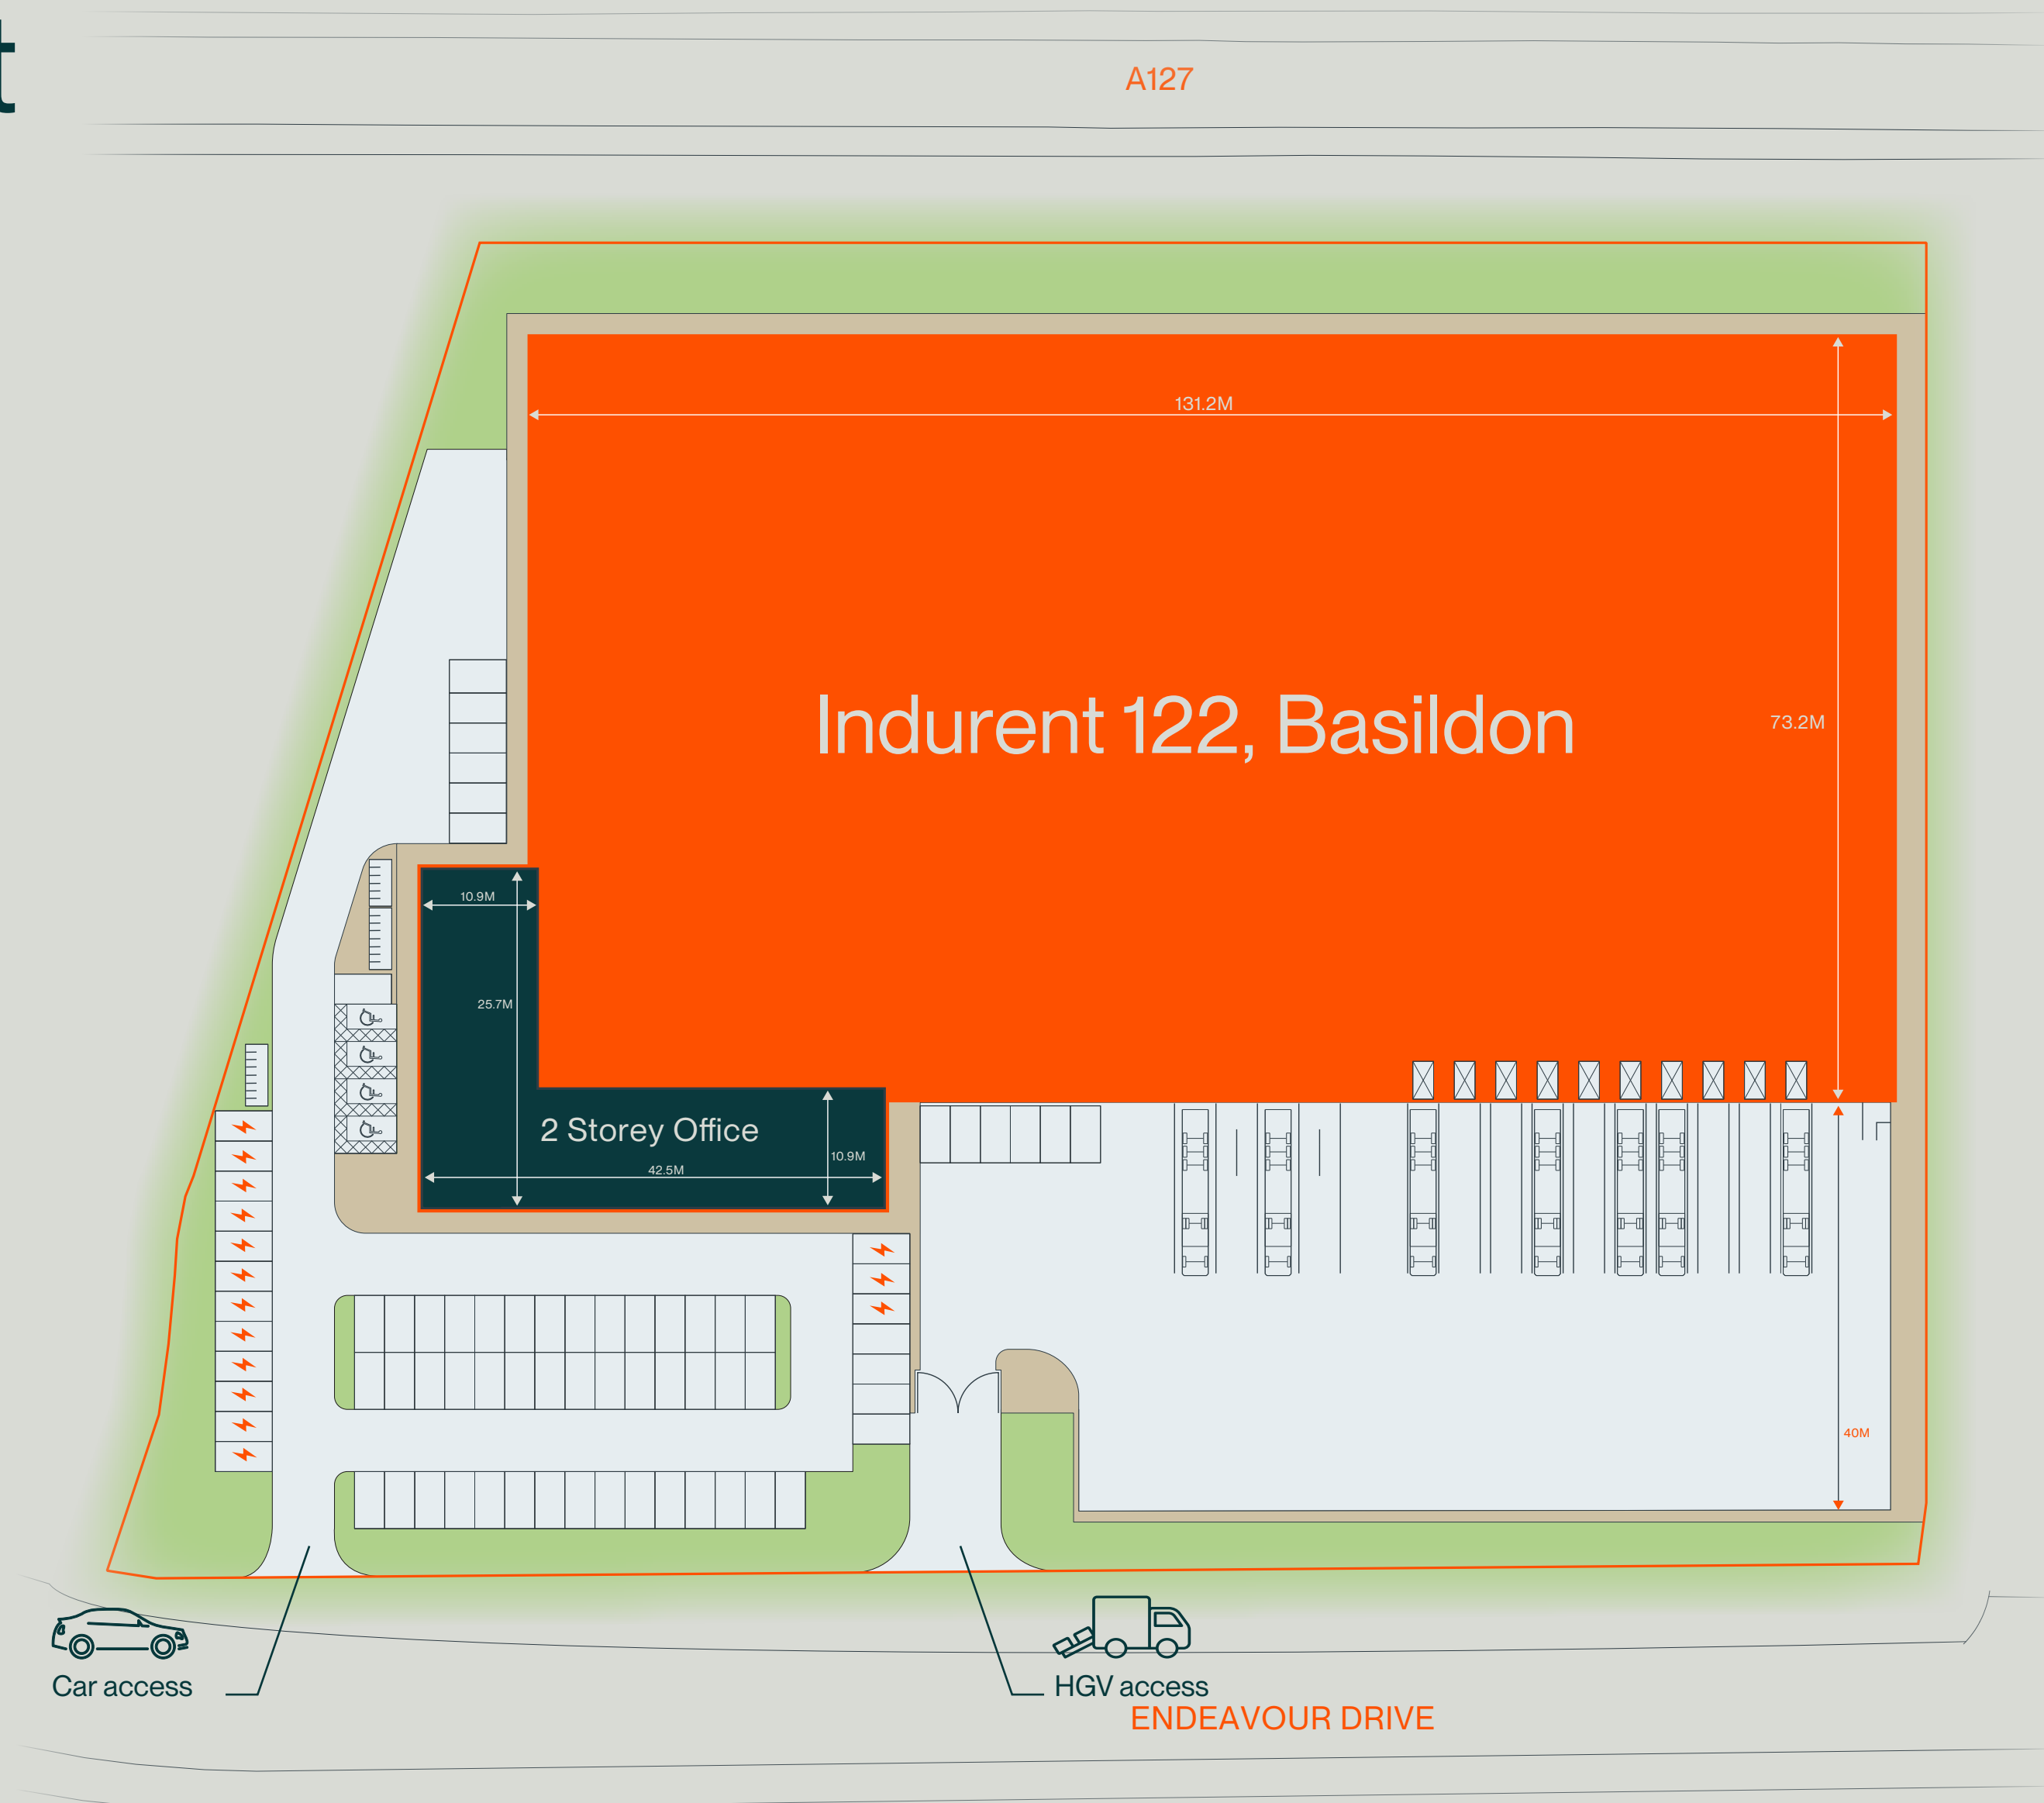 t
A127
131.2M
Indurent 122, Basildon
73.2M
10.9M
25.7M
2 Storey Office
10.9M
42.5M
40M
Car access
HGV access
ENDEAVOUR DRIVE